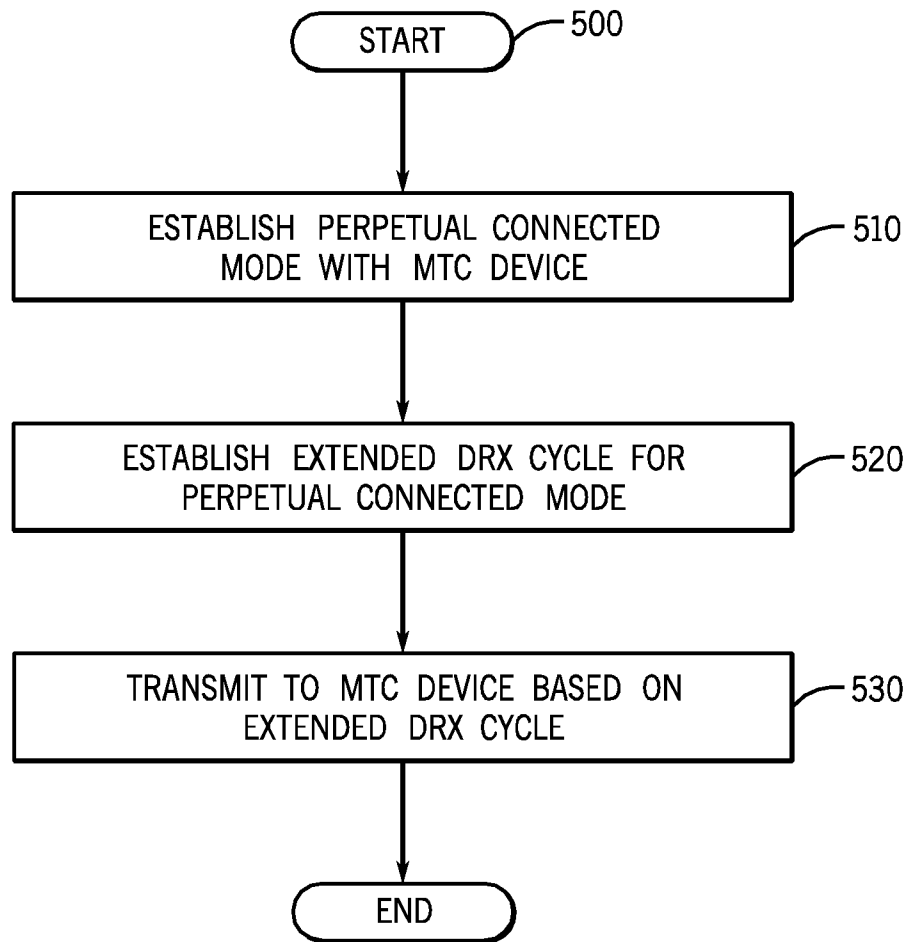 START
500
ESTABLISH PERPETUAL CONNECTED
MODE WITH MTC DEVICE
510
ESTABLISH EXTENDED DRX CYCLE FOR
PERPETUAL CONNECTED MODE
520
TRANSMIT TO MTC DEVICE BASED ON
EXTENDED DRX CYCLE
530
END